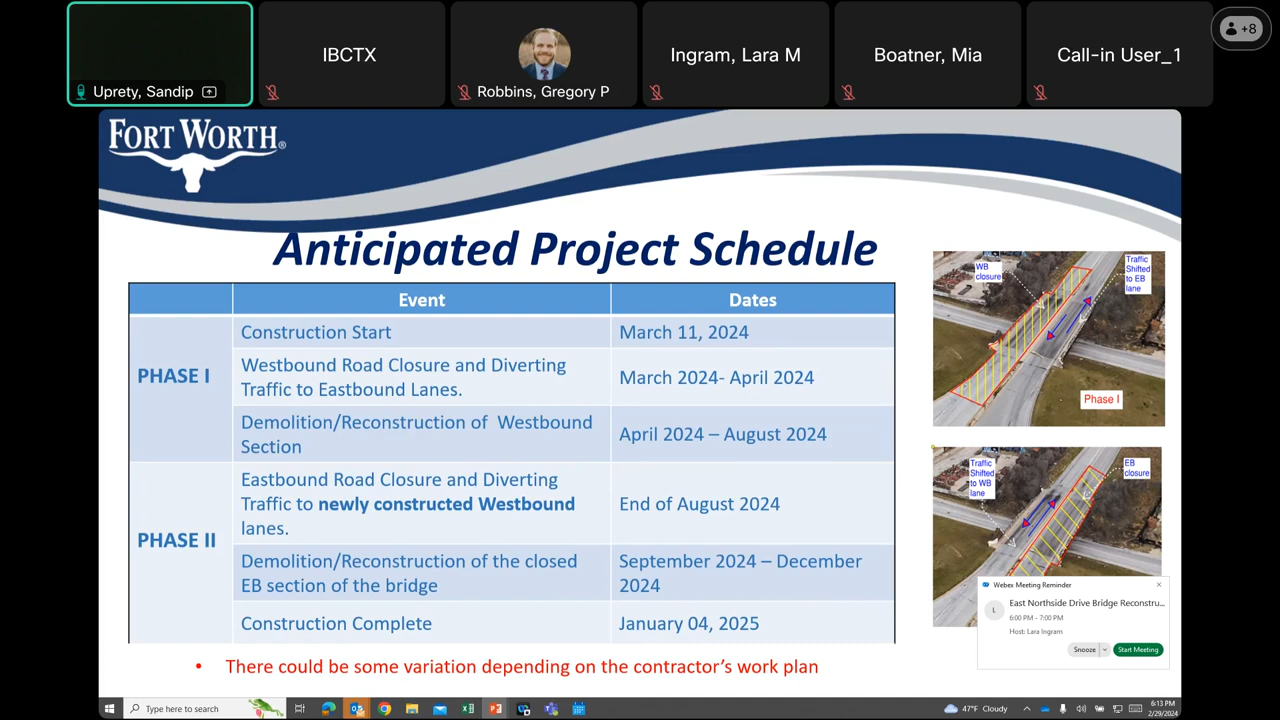 Uprety, Sandip
IBCTX
Robbins, Gregory P
Ingram, Lara M
Boatner, Mia
Call-in User_1
+8
FORT WORTH®
Anticipated Project Schedule
Event Dates
PHASE I
Construction Start March 11, 2024
Westbound Road Closure and Diverting
Traffic to Eastbound Lanes.
March 2024- April 2024
Demolition/Reconstruction of Westbound
Section
April 2024 – August 2024
PHASE II
Eastbound Road Closure and Diverting
Traffic to newly constructed Westbound
lanes.
End of August 2024
Demolition/Reconstruction of the closed
EB section of the bridge
September 2024 – December
2024
Construction Complete January 04, 2025
• There could be some variation depending on the contractor’s work plan
WB
closure
Traffic
Shifted
to EB
lane
Phase I
Traffic
Shifted
to WB
lane
EB
closure
Webex Meeting Reminder
L
East Northside Drive Bridge Reconstru...
6:00 PM - 7:00 PM
Host: Lara Ingram
Snooze
Start Meeting
Type here to search
47°F Cloudy
6:13 PM
2/29/2024